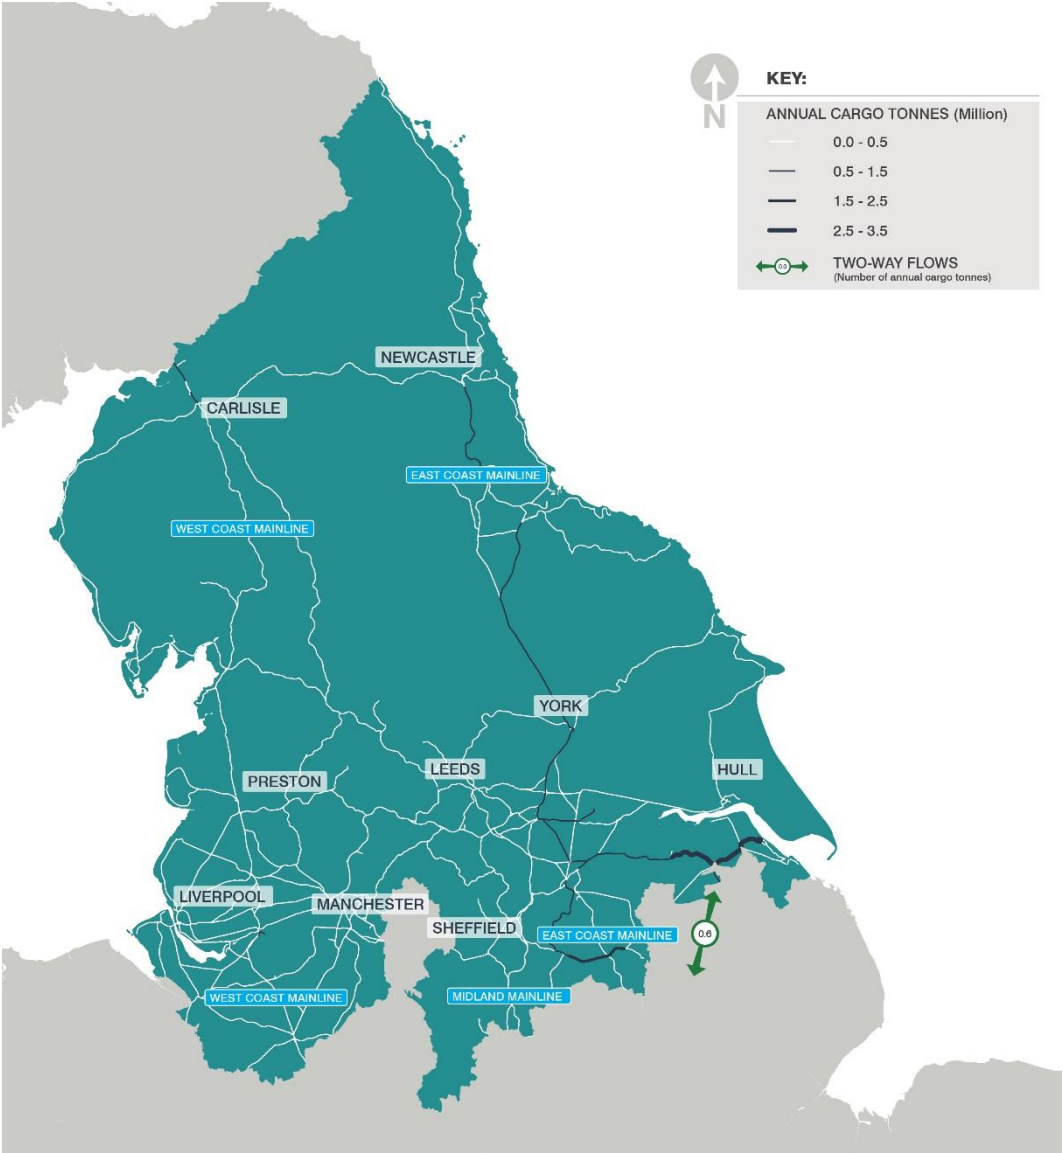 KEY:
N
ANNUAL CARGO TONNES (Million)
0.0 - 0.5
0.5 - 1.5
1.5 - 2.5
2.5 - 3.5
0.0
TWO-WAY FLOWS
(Number of annual cargo tonnes)
NEWCASTLE
CARLISLE
EAST COAST MAINLINE
WEST COAST MAINLINE
YORK
LEEDS
HULL
PRESTON
LIVERPOOL
MANCHESTER
SHEFFIELD
EAST COAST MAINLINE
0.6
WEST COAST MAINLINE
MIDLAND MAINLINE